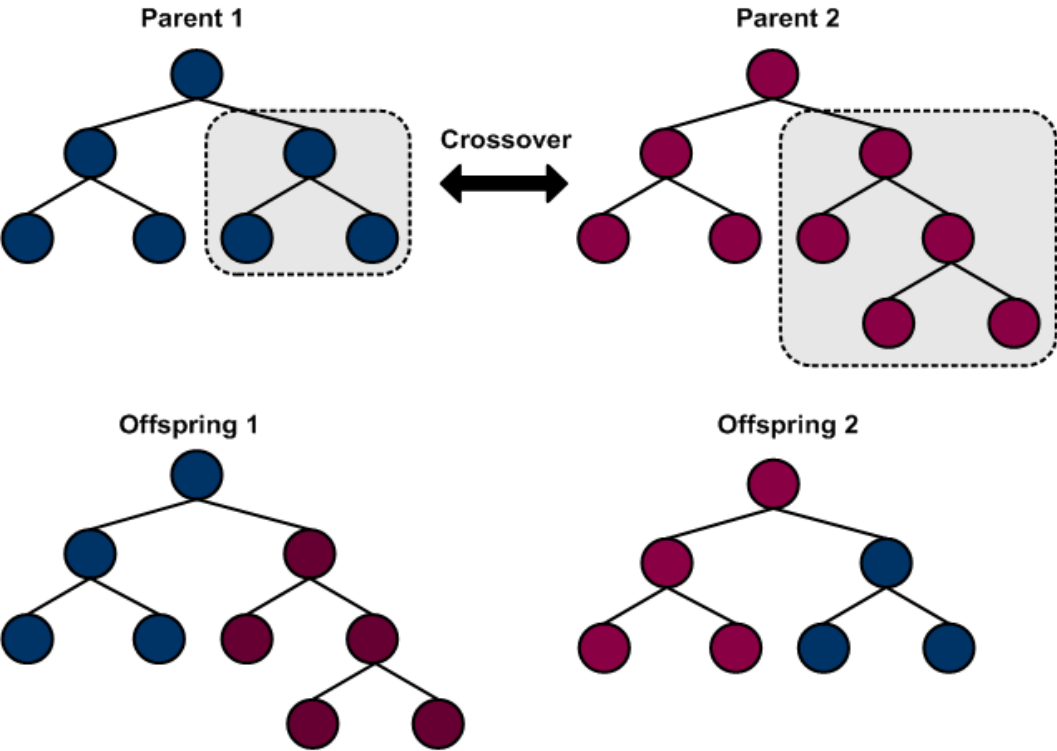 Parent 1
Parent 2
Crossover
Offspring 1
Offspring 2